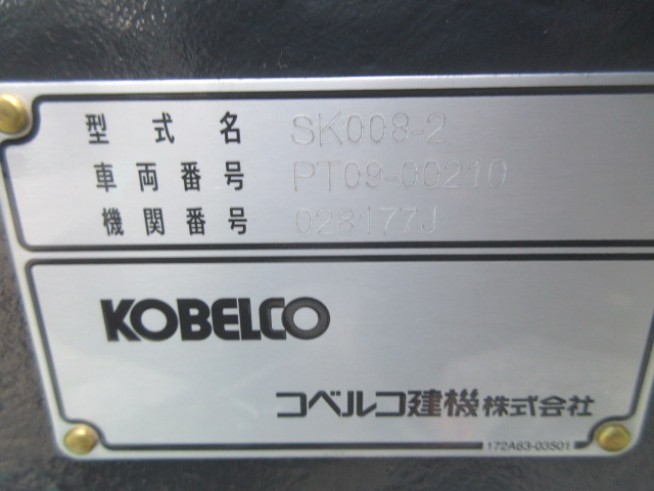 型式名 SK008-2
車両番号 PT09-00210
機関番号 028177J
KOBELCO
コベルコ建機株式会社
172A63-03501